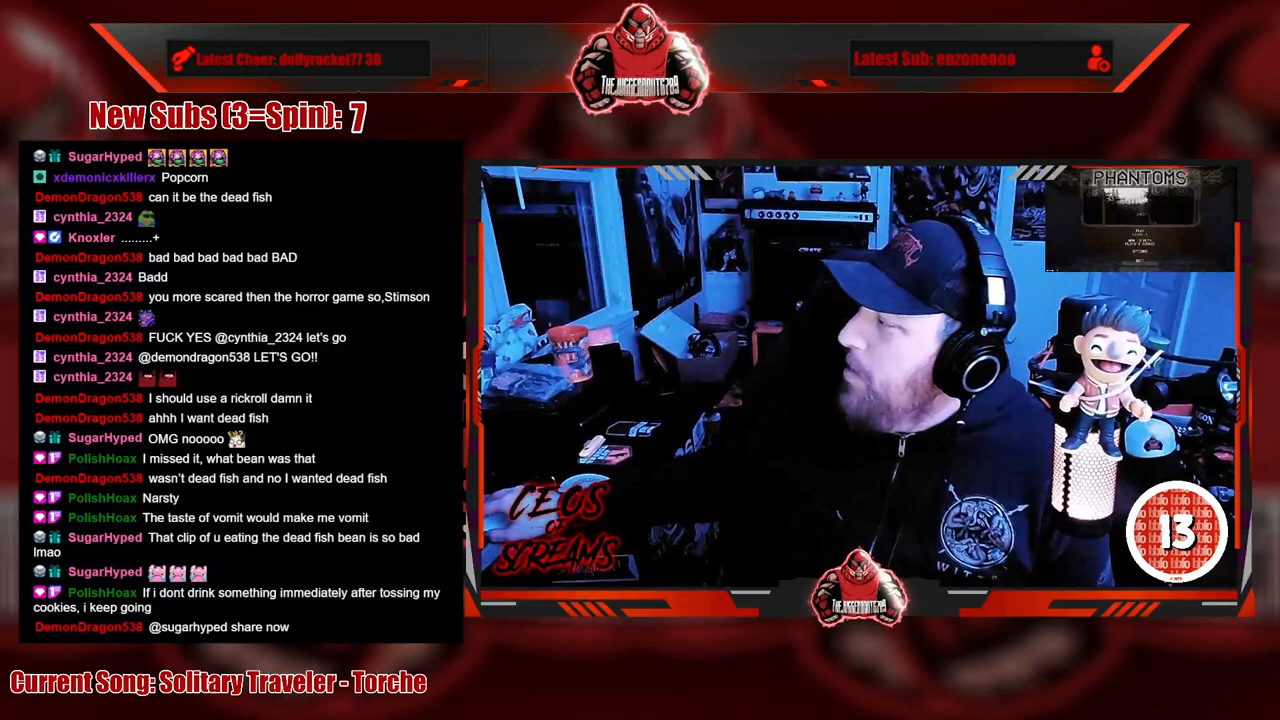 Latest Cheer: dollyrocket77 30
THEJUGGERNAUT6789
Latest Sub: enzoneooo
New Subs (3=Spin): 7
SugarHyped
xdemonicxkIllerx Popcorn
DemonDragon538 can it be the dead fish
cynthia_2324
Knoxler .........+
DemonDragon538 bad bad bad bad bad BAD
cynthia_2324 Badd
DemonDragon538 you more scared then the horror game so,Stimson
cynthia_2324
DemonDragon538 FUCK YES @cynthia_2324 let's go
cynthia_2324 @demondragon538 LET'S GO!!
cynthia_2324
DemonDragon538 I should use a rickroll damn it
DemonDragon538 ahhh I want dead fish
SugarHyped OMG nooooo
PolishHoax I missed it, what bean was that
DemonDragon538 wasn't dead fish and no I wanted dead fish
PolishHoax Narsty
PolishHoax The taste of vomit would make me vomit
SugarHyped That clip of u eating the dead fish bean is so bad
lmao
SugarHyped
PolishHoax If i dont drink something immediately after tossing my
cookies, i keep going
DemonDragon538 @sugarhyped share now
PHANTOMS
CEOS
OF
SCREAMS
13
THEJUGGERNAUT6789
Current Song: Solitary Traveler - Torche